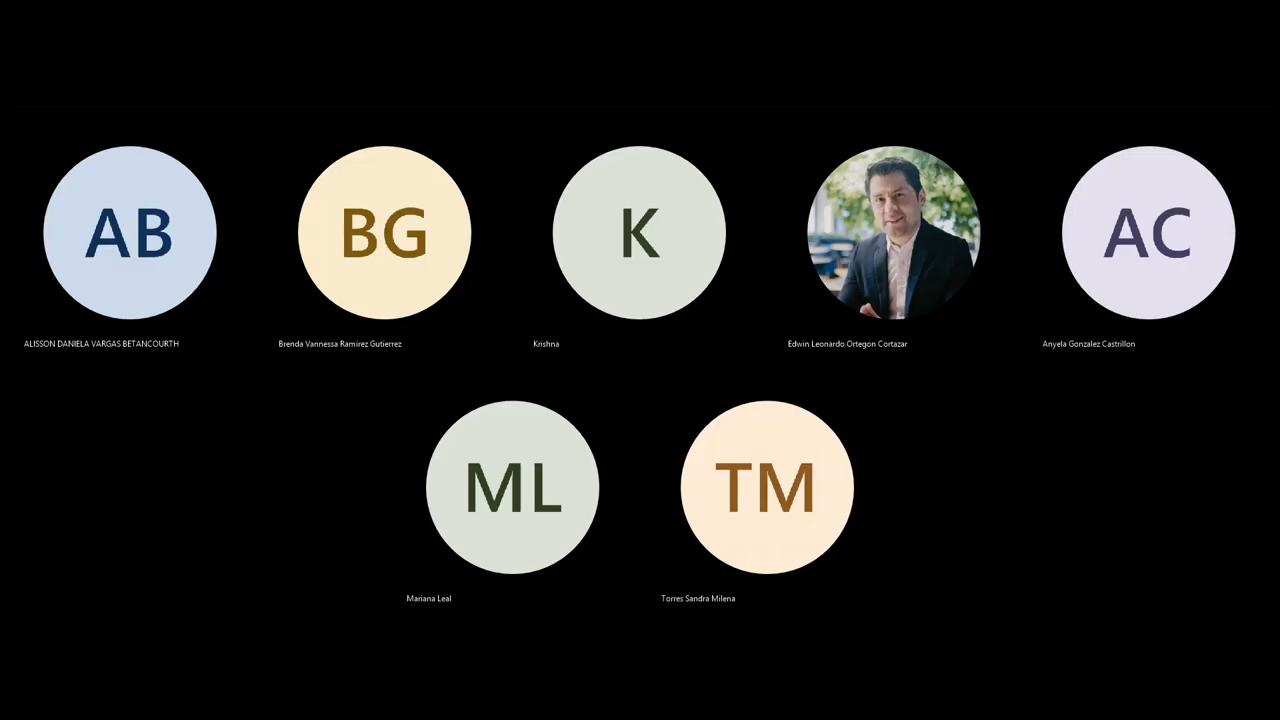 AB
BG
K
AC
ALISSON DANIELA VARGAS BETANCOURTH
Brenda Vannessa Ramirez Gutierrez
Krishna
Edwin Leonardo Ortegon Cortazar
Anyela Gonzalez Castrillon
ML
TM
Mariana Leal
Torres Sandra Milena